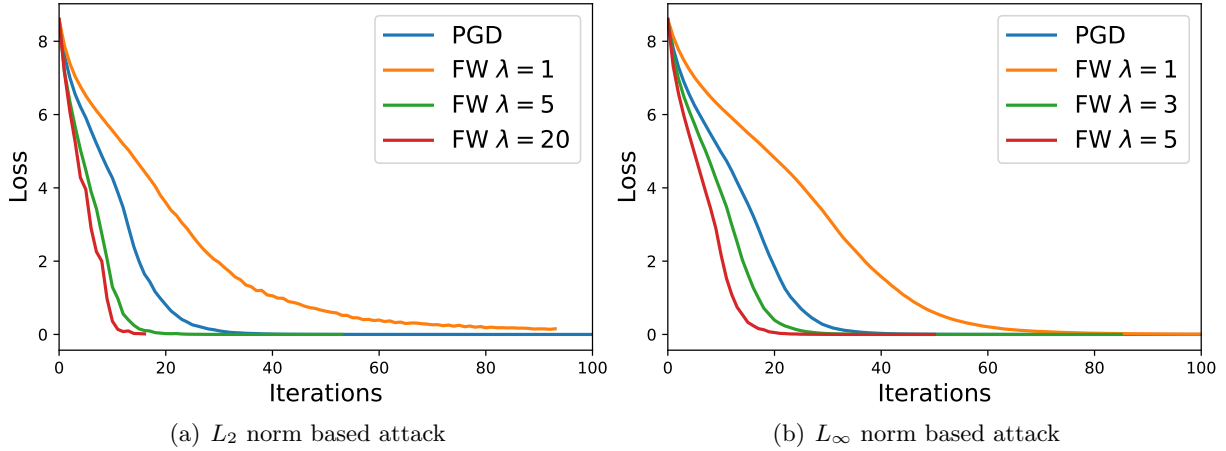 8
6
4
2
0
Loss
0 20 40 60 80 100
Iterations
PGD
FW λ = 1
FW λ = 5
FW λ = 20
(a) L₂ norm based attack
8
6
4
2
0
Loss
0 20 40 60 80 100
Iterations
PGD
FW λ = 1
FW λ = 3
FW λ = 5
(b) L∞ norm based attack